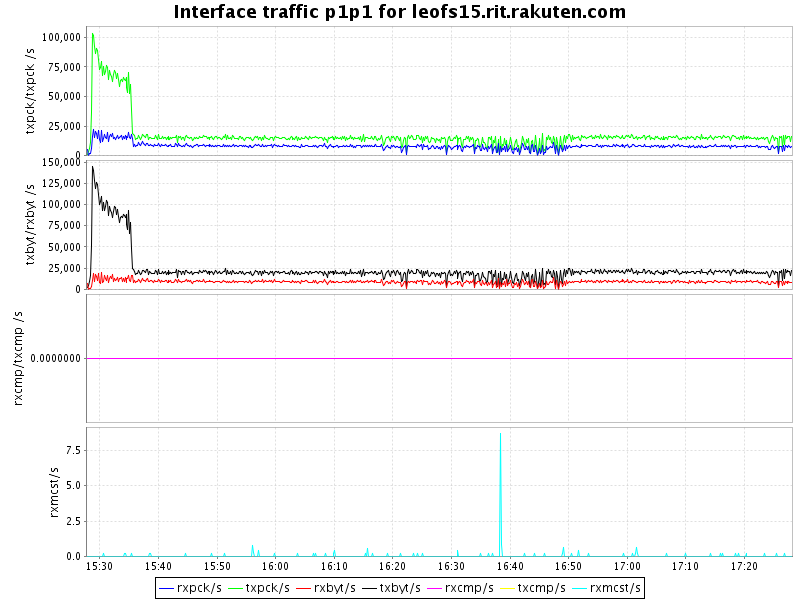 Interface traffic p1p1 for leofs15.rit.rakuten.com
txpck/txpck /s
100,000
75,000
50,000
25,000
0
txbyt/rxbyt /s
150,000
125,000
100,000
75,000
50,000
25,000
0
rxcmp/txcmp /s
0.0000000
rxmcst/s
7.5
5.0
2.5
0.0
15:30 15:40 15:50 16:00 16:10 16:20 16:30 16:40 16:50 17:00 17:10 17:20
rxpck/s txpck/s rxbyt/s txbyt/s rxcmp/s txcmp/s rxmcst/s